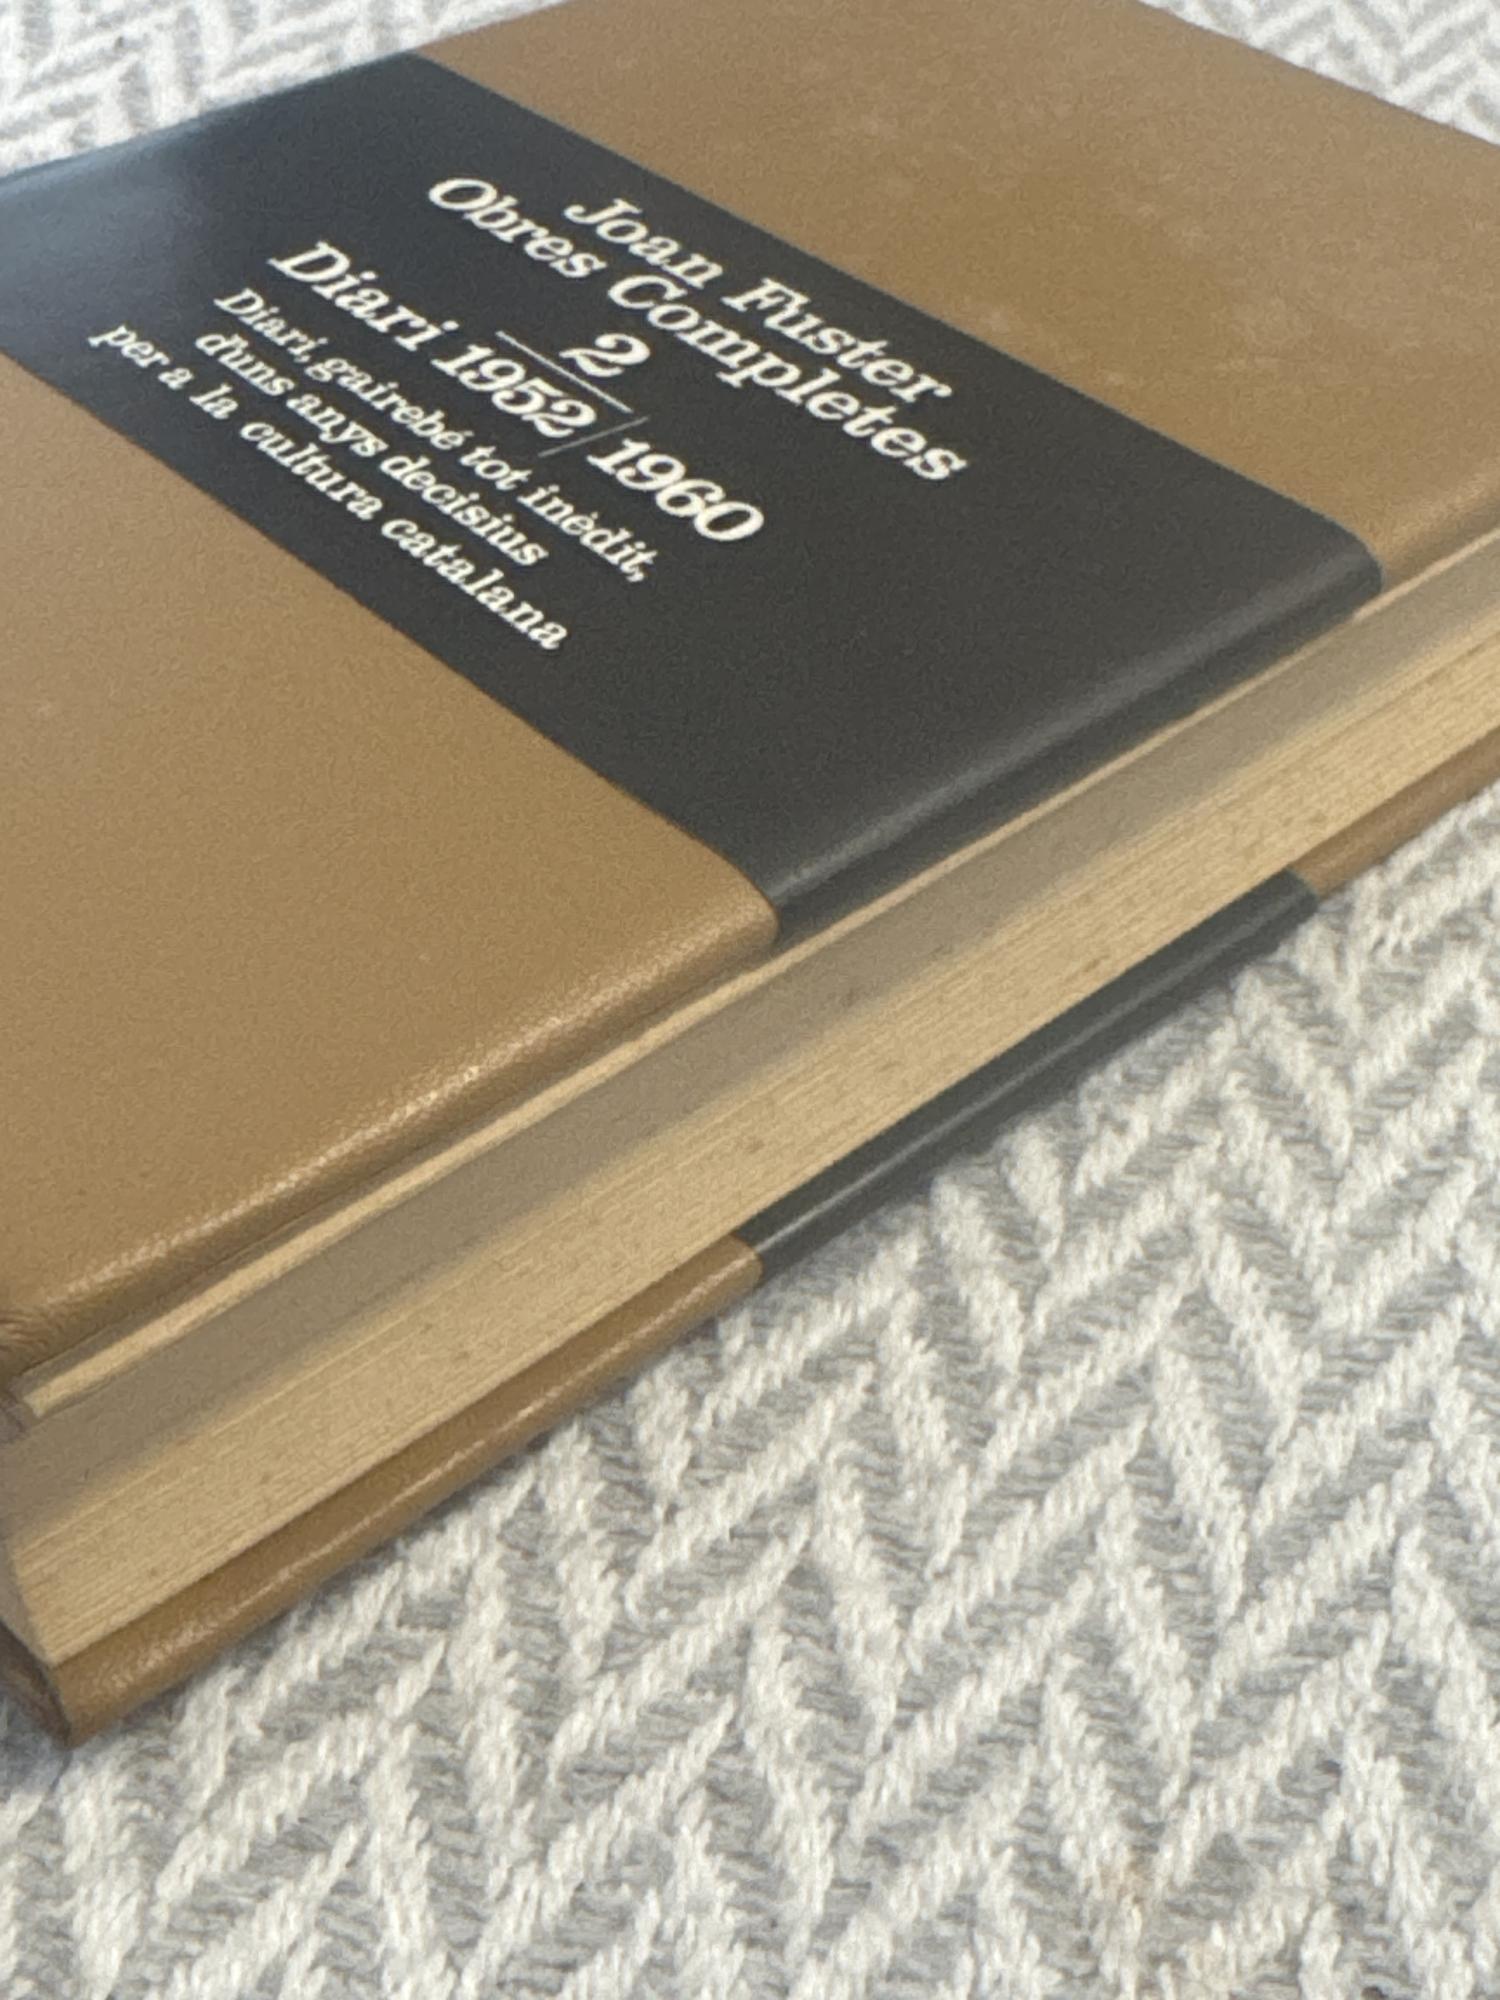 Joan Fuster
Obres Completes
2
Diari 1952/1960
Diari, gairebé tot inèdit,
d'uns anys decisius
per a la cultura catalana